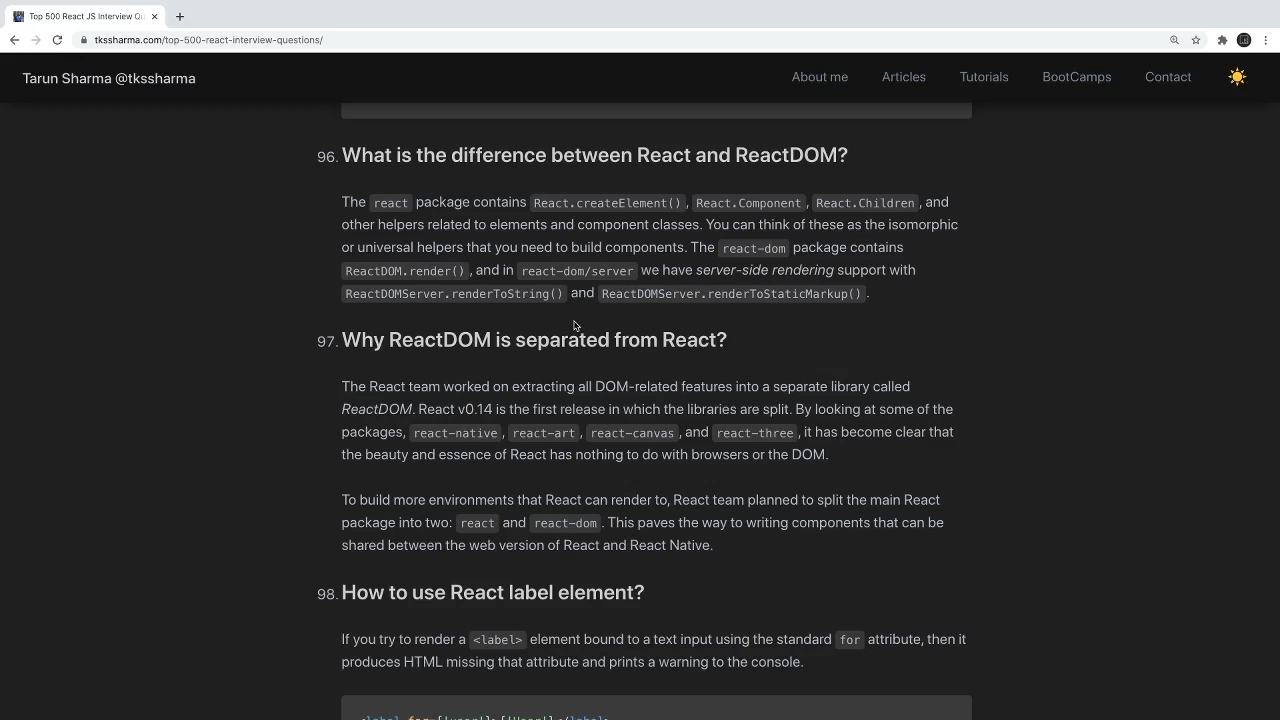 Top 500 React JS Interview Qu
tkssharma.com/top-500-react-interview-questions/
Tarun Sharma @tkssharma
About me
Articles
Tutorials
BootCamps
Contact
96. What is the difference between React and ReactDOM?
The react package contains React.createElement(), React.Component, React.Children, and
other helpers related to elements and component classes. You can think of these as the isomorphic
or universal helpers that you need to build components. The react-dom package contains
ReactDOM.render(), and in react-dom/server we have server-side rendering support with
ReactDOMServer.renderToString() and ReactDOMServer.renderToStaticMarkup().
97. Why ReactDOM is separated from React?
The React team worked on extracting all DOM-related features into a separate library called
ReactDOM. React v0.14 is the first release in which the libraries are split. By looking at some of the
packages, react-native, react-art, react-canvas, and react-three, it has become clear that
the beauty and essence of React has nothing to do with browsers or the DOM.
To build more environments that React can render to, React team planned to split the main React
package into two: react and react-dom. This paves the way to writing components that can be
shared between the web version of React and React Native.
98. How to use React label element?
If you try to render a <label> element bound to a text input using the standard for attribute, then it
produces HTML missing that attribute and prints a warning to the console.
<label for={'user'}>{'User'}</label>